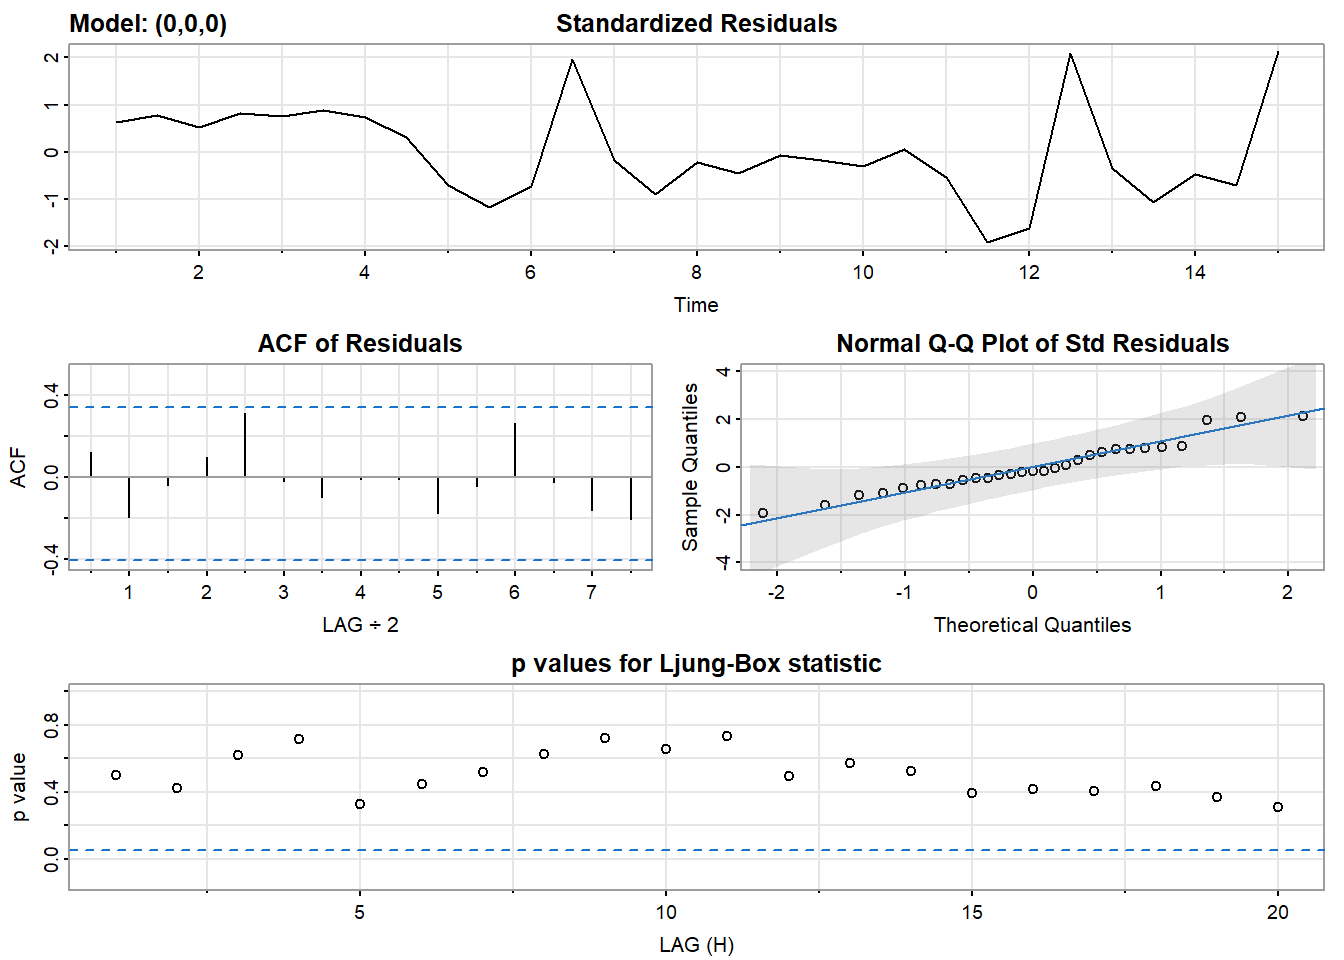 Model: (0,0,0) Standardized Residuals
2
1
0
-1
-2
2 4 6 8 10 12 14
Time
ACF of Residuals
ACF
0.4
0.0
-0.4
1 2 3 4 5 6 7
LAG ÷ 2
Normal Q-Q Plot of Std Residuals
Sample Quantiles
4
2
0
-2
-4
-2 -1 0 1 2
Theoretical Quantiles
p values for Ljung-Box statistic
p value
0.8
0.4
0.0
5 10 15 20
LAG (H)